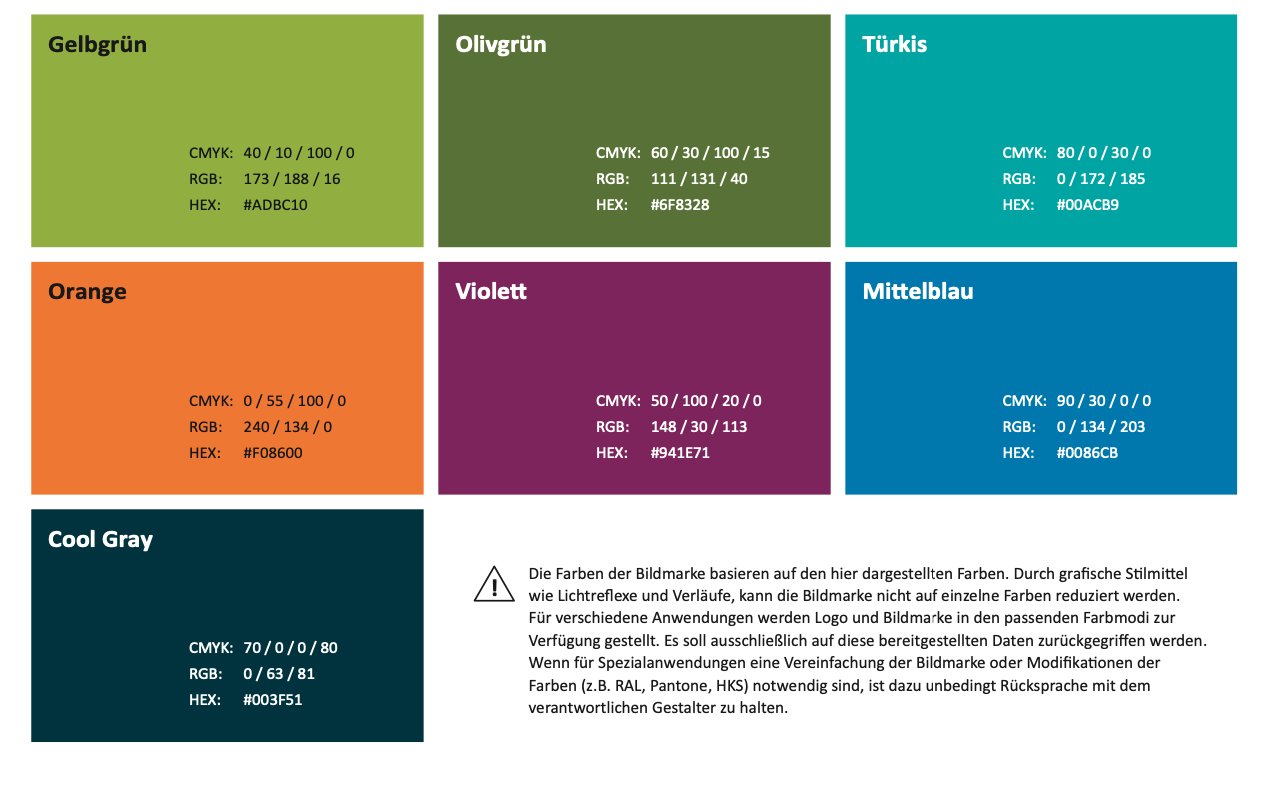 Gelbgrün
CMYK: 40 / 10 / 100 / 0
RGB: 173 / 188 / 16
HEX: #ADBC10
Olivgrün
CMYK: 60 / 30 / 100 / 15
RGB: 111 / 131 / 40
HEX: #6F8328
Türkis
CMYK: 80 / 0 / 30 / 0
RGB: 0 / 172 / 185
HEX: #00ACB9
Orange
CMYK: 0 / 55 / 100 / 0
RGB: 240 / 134 / 0
HEX: #F08600
Violett
CMYK: 50 / 100 / 20 / 0
RGB: 148 / 30 / 113
HEX: #941E71
Mittelblau
CMYK: 90 / 30 / 0 / 0
RGB: 0 / 134 / 203
HEX: #0086CB
Cool Gray
CMYK: 70 / 0 / 0 / 80
RGB: 0 / 63 / 81
HEX: #003F51
Die Farben der Bildmarke basieren auf den hier dargestellten Farben. Durch grafische Stilmittel
wie Lichtreflexe und Verläufe, kann die Bildmarke nicht auf einzelne Farben reduziert werden.
Für verschiedene Anwendungen werden Logo und Bildmarke in den passenden Farbmodi zur
Verfügung gestellt. Es soll ausschließlich auf diese bereitgestellten Daten zurückgegriffen werden.
Wenn für Spezialanwendungen eine Vereinfachung der Bildmarke oder Modifikationen der
Farben (z.B. RAL, Pantone, HKS) notwendig sind, ist dazu unbedingt Rücksprache mit dem
verantwortlichen Gestalter zu halten.